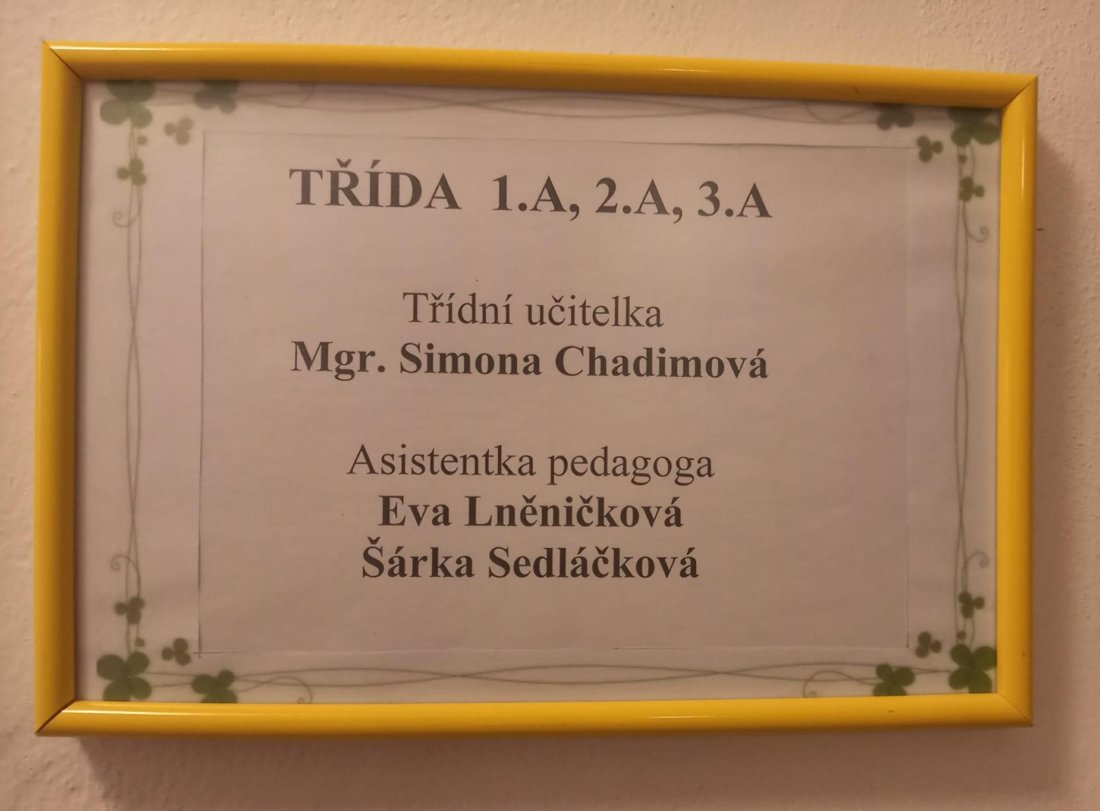 TŘÍDA 1.A, 2.A, 3.A
Třídní učitelka
Mgr. Simona Chadimová
Asistentka pedagoga
Eva Lněničková
Šárka Sedláčková